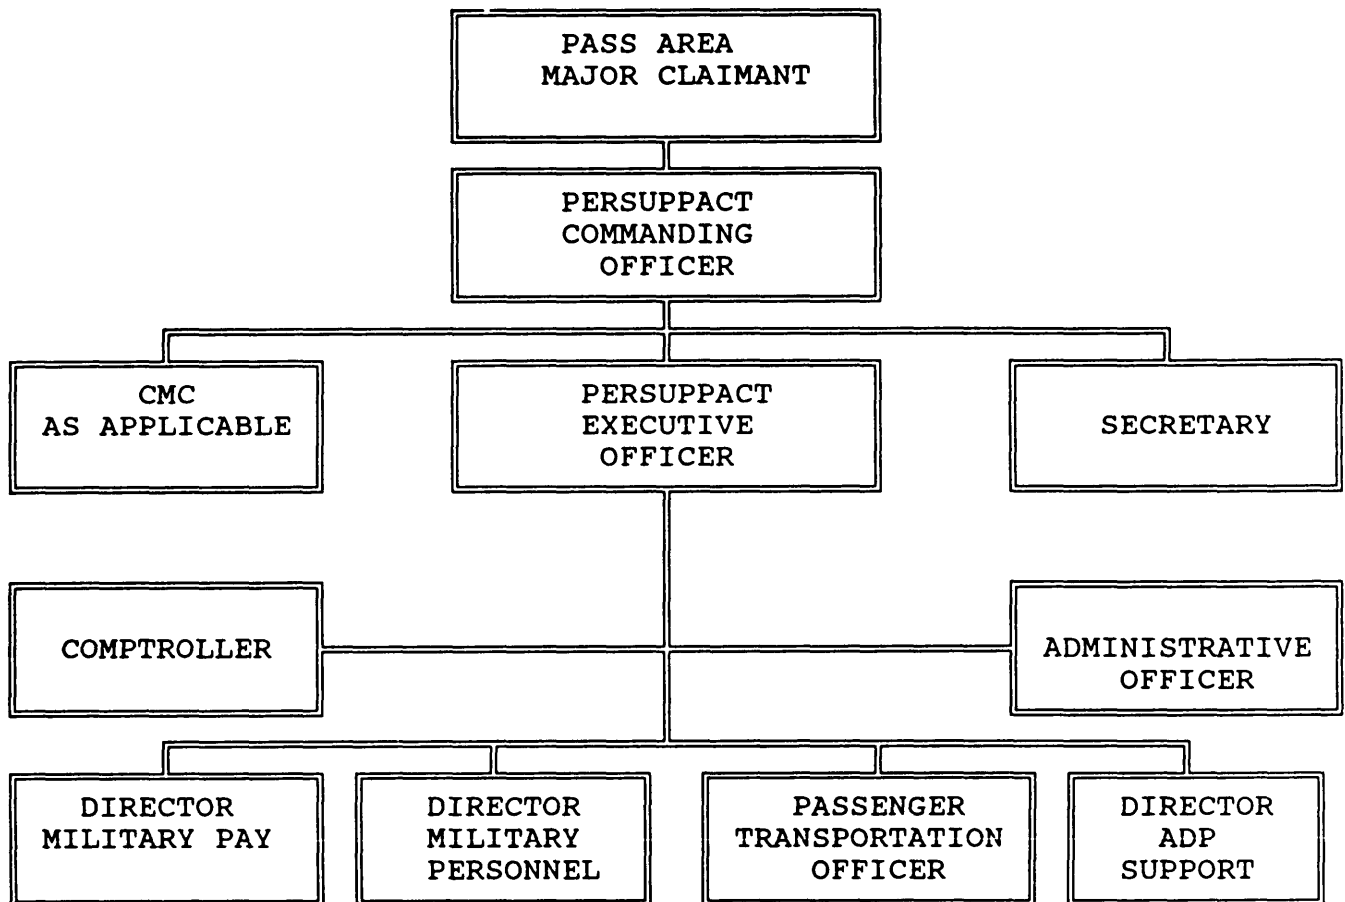 PASS AREA
MAJOR CLAIMANT
PERSUPPACT
COMMANDING
OFFICER
CMC
AS APPLICABLE
PERSUPPACT
EXECUTIVE
OFFICER
SECRETARY
COMPTROLLER
ADMINISTRATIVE
OFFICER
DIRECTOR
MILITARY PAY
DIRECTOR
MILITARY
PERSONNEL
PASSENGER
TRANSPORTATION
OFFICER
DIRECTOR
ADP
SUPPORT